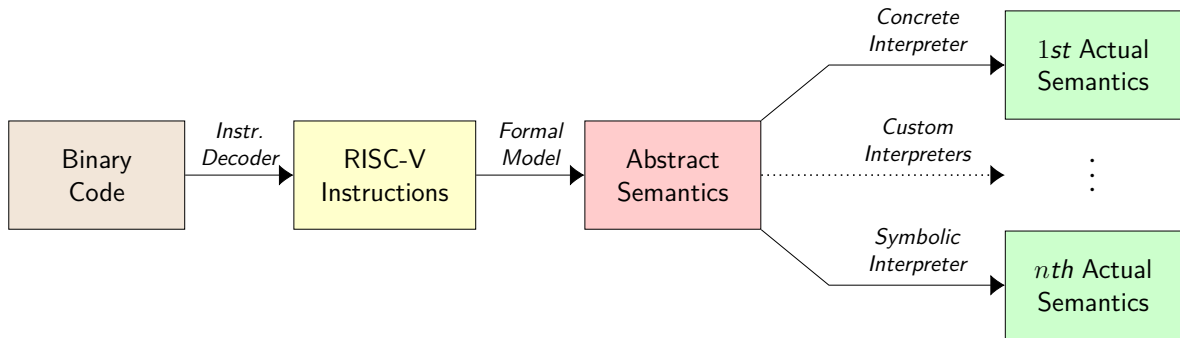 Binary
Code
Instr.
Decoder
RISC-V
Instructions
Formal
Model
Abstract
Semantics
Concrete
Interpreter
1st Actual
Semantics
Custom
Interpreters
⋮
Symbolic
Interpreter
nth Actual
Semantics